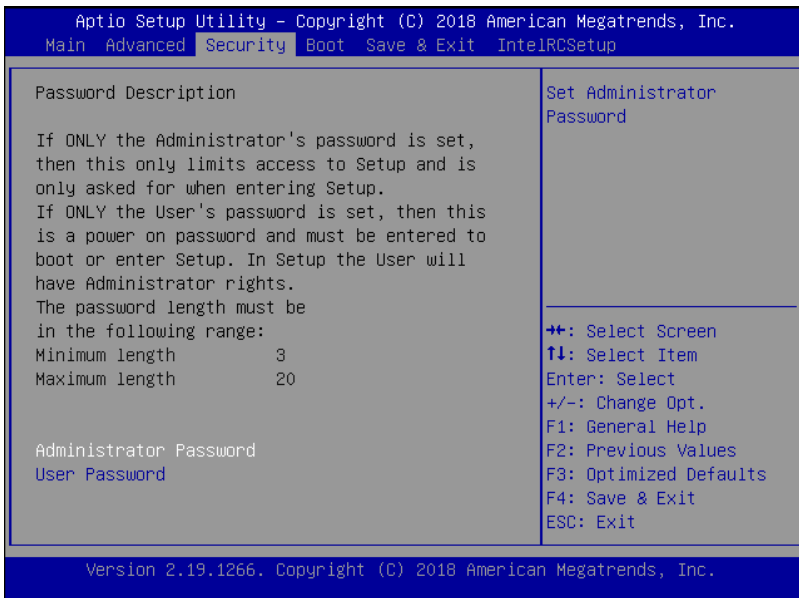 Aptio Setup Utility – Copyright (C) 2018 American Megatrends, Inc.
Main Advanced Security Boot Save & Exit IntelRCSetup
Password Description
If ONLY the Administrator's password is set,
then this only limits access to Setup and is
only asked for when entering Setup.
If ONLY the User's password is set, then this
is a power on password and must be entered to
boot or enter Setup. In Setup the User will
have Administrator rights.
The password length must be
in the following range:
Minimum length 3
Maximum length 20
Administrator Password
User Password
Set Administrator
Password
→←: Select Screen
↑↓: Select Item
Enter: Select
+/-: Change Opt.
F1: General Help
F2: Previous Values
F3: Optimized Defaults
F4: Save & Exit
ESC: Exit
Version 2.19.1266. Copyright (C) 2018 American Megatrends, Inc.